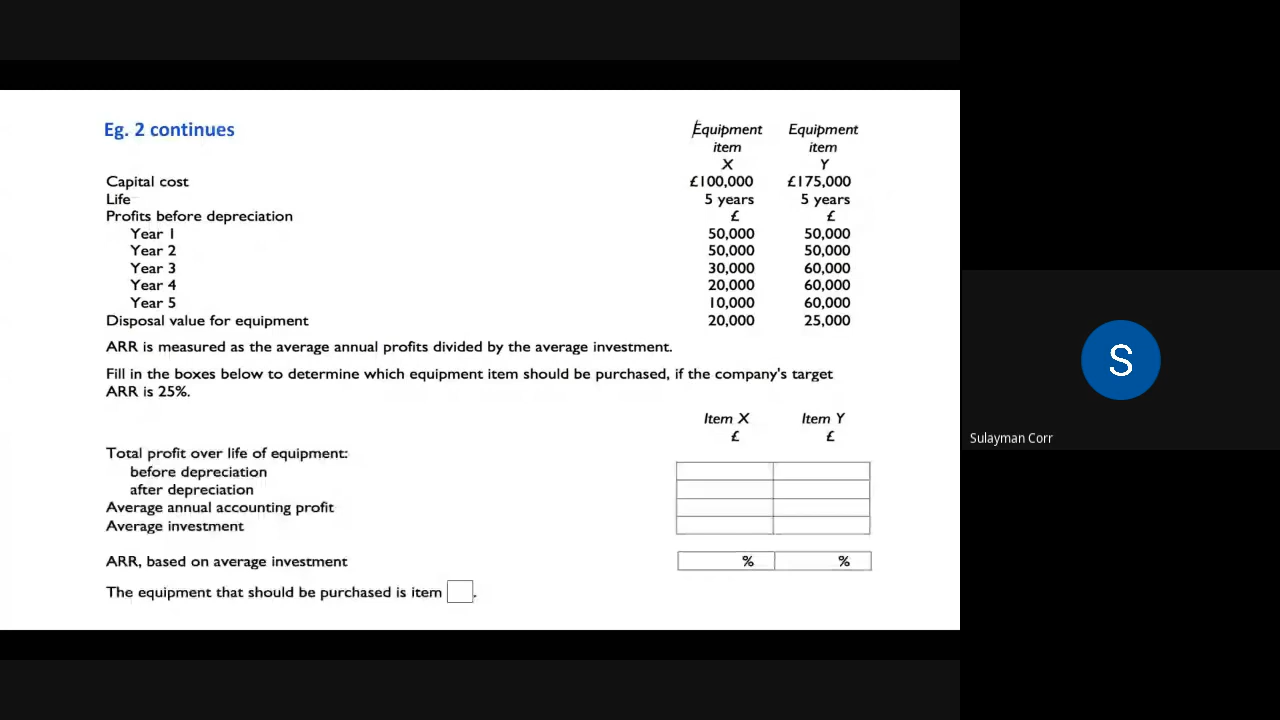 Eg. 2 continues
Equipment Equipment
item item
X Y
Capital cost £100,000 £175,000
Life 5 years 5 years
Profits before depreciation £ £
Year 1 50,000 50,000
Year 2 50,000 50,000
Year 3 30,000 60,000
Year 4 20,000 60,000
Year 5 10,000 60,000
Disposal value for equipment 20,000 25,000
ARR is measured as the average annual profits divided by the average investment.
Fill in the boxes below to determine which equipment item should be purchased, if the company's target
ARR is 25%.
Item X Item Y
£ £
Total profit over life of equipment:
before depreciation
after depreciation
Average annual accounting profit
Average investment
ARR, based on average investment % %
The equipment that should be purchased is item .
S
Sulayman Corr